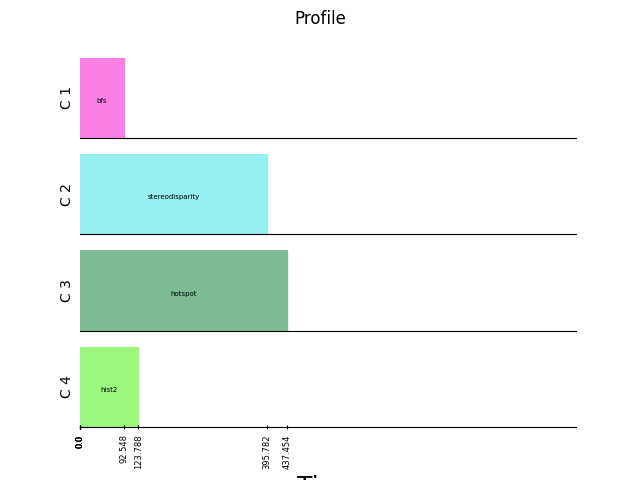 Profile
C 1
bfs
C 2
stereodisparity
C 3
hotspot
C 4
hist2
0.0
92.548
123.788
395.782
437.454